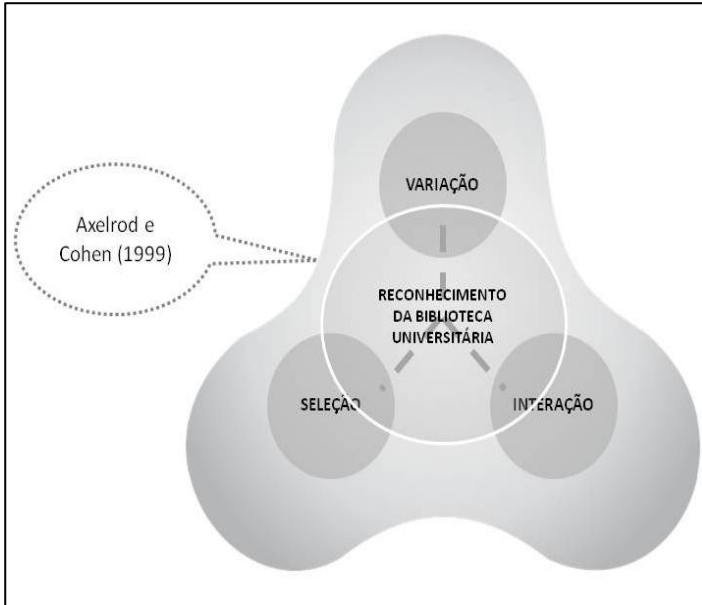 VARIAÇÃO
Axelrod e
Cohen (1999)
RECONHECIMENTO
DA BIBLIOTECA
UNIVERSITÁRIA
SELEÇÃO
INTERAÇÃO